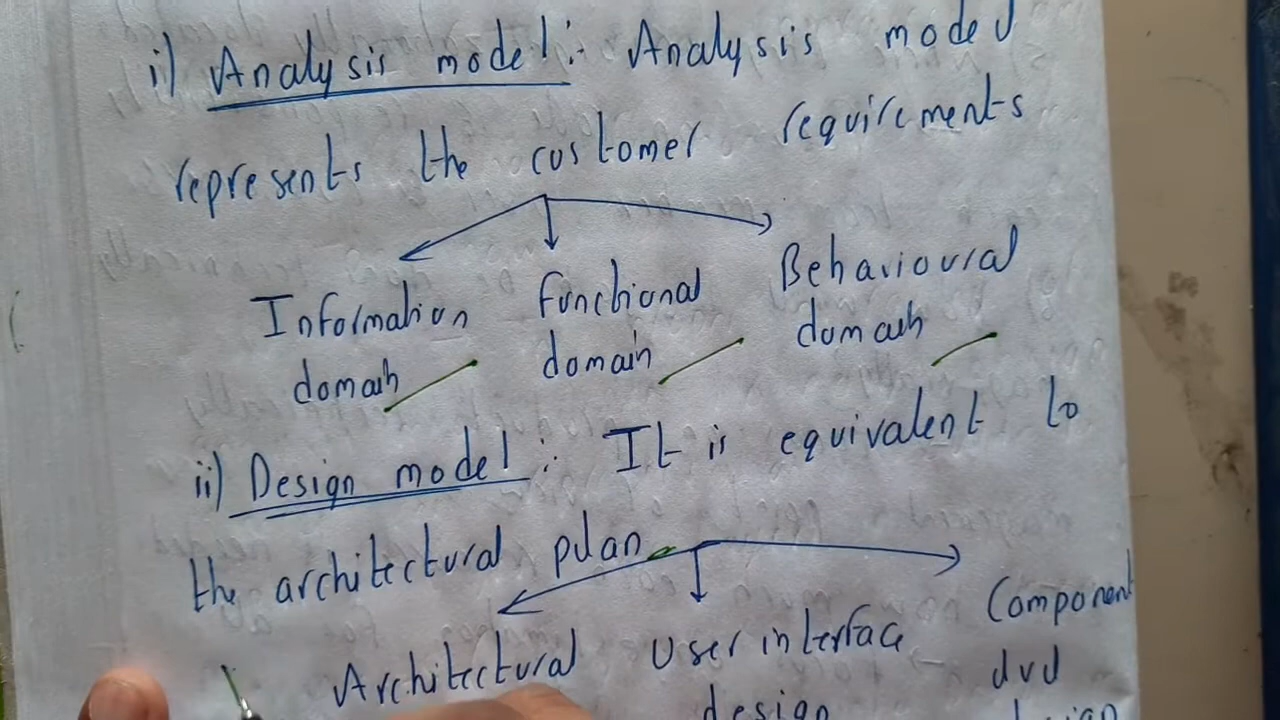 i) Analysis model :- Analysis model
represents the customer requirements
Information functional Behavioural
domain domain domain
ii) Design model : It is equivalent to
the architectural plan
Architectural User interface Component
design dvd